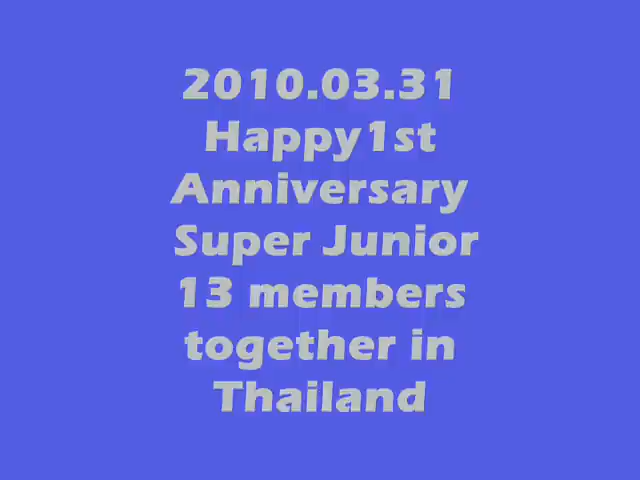 2010.03.31
Happy1st
Anniversary
Super Junior
13 members
together in
Thailand